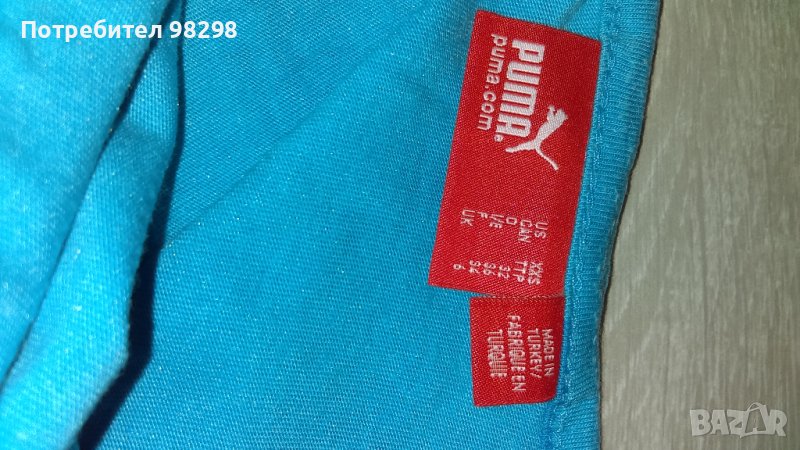 Потребител 98298
PUMA
puma.com®
US XXS
CAN TTP
D 32
I/E 36
F 34
UK 6
MADE IN
TURKEY/
FABRIQUE EN
TURQUIE
BAZAR